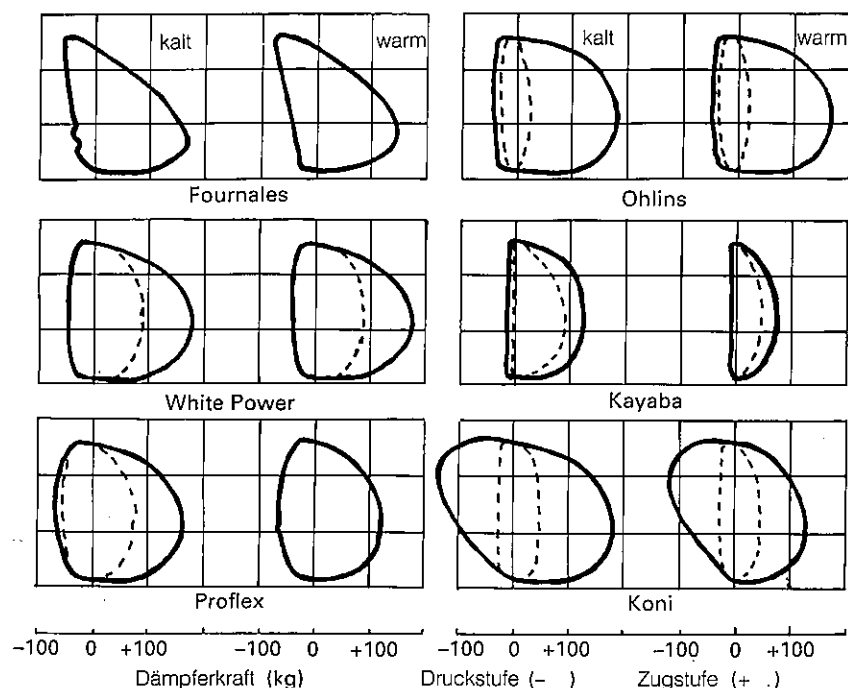 kalt warm kalt warm
Fournales Ohlins
White Power Kayaba
Proflex Koni
-100 0 +100 -100 0 +100 -100 0 +100 -100 0 +100
Dämpferkraft (kg) Druckstufe (- ) Zugstufe (+ .)